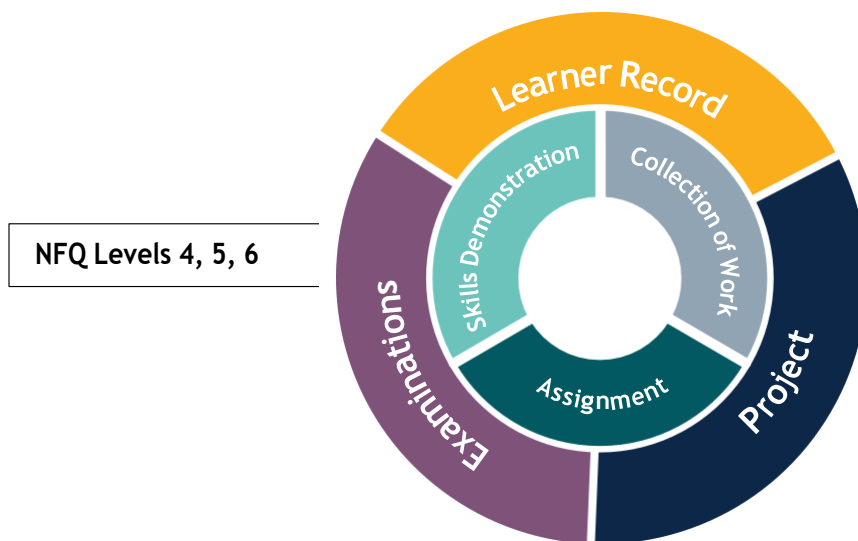 Learner Record
Skills Demonstration
Collection of Work
NFQ Levels 4, 5, 6
Examinations
Project
Assignment